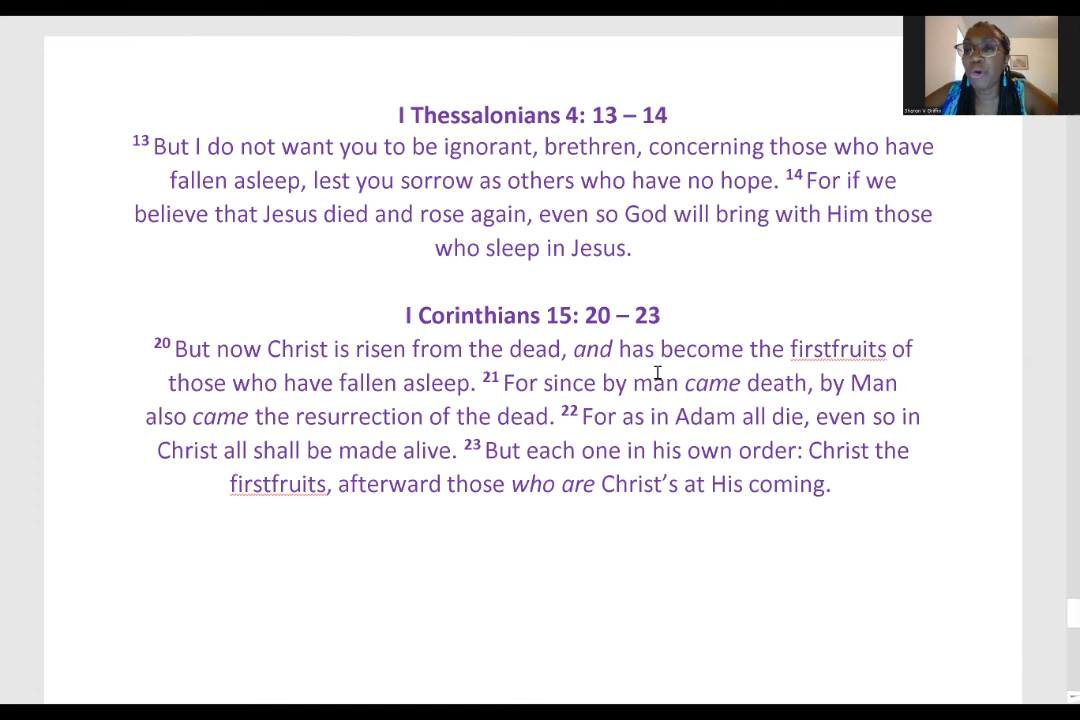 I Thessalonians 4: 13 – 14
13 But I do not want you to be ignorant, brethren, concerning those who have
fallen asleep, lest you sorrow as others who have no hope. 14 For if we
believe that Jesus died and rose again, even so God will bring with Him those
who sleep in Jesus.
I Corinthians 15: 20 – 23
20 But now Christ is risen from the dead, and has become the firstfruits of
those who have fallen asleep. 21 For since by man came death, by Man
also came the resurrection of the dead. 22 For as in Adam all die, even so in
Christ all shall be made alive. 23 But each one in his own order: Christ the
firstfruits, afterward those who are Christ's at His coming.
Sharon V Griffin